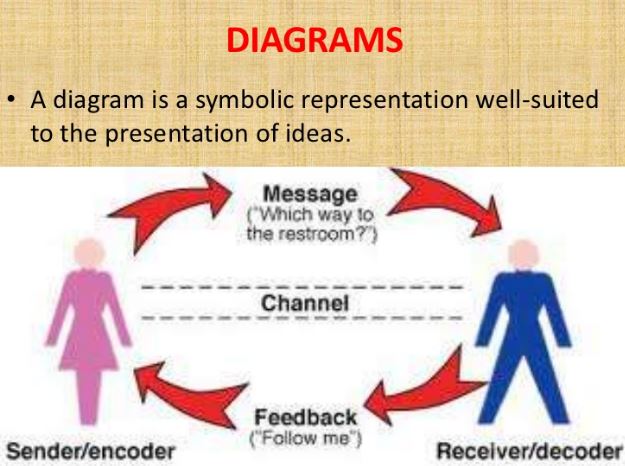 DIAGRAMS
• A diagram is a symbolic representation well-suited
to the presentation of ideas.
Message
("Which way to
the restroom?")
Channel
Feedback
("Follow me")
Sender/encoder
Receiver/decoder